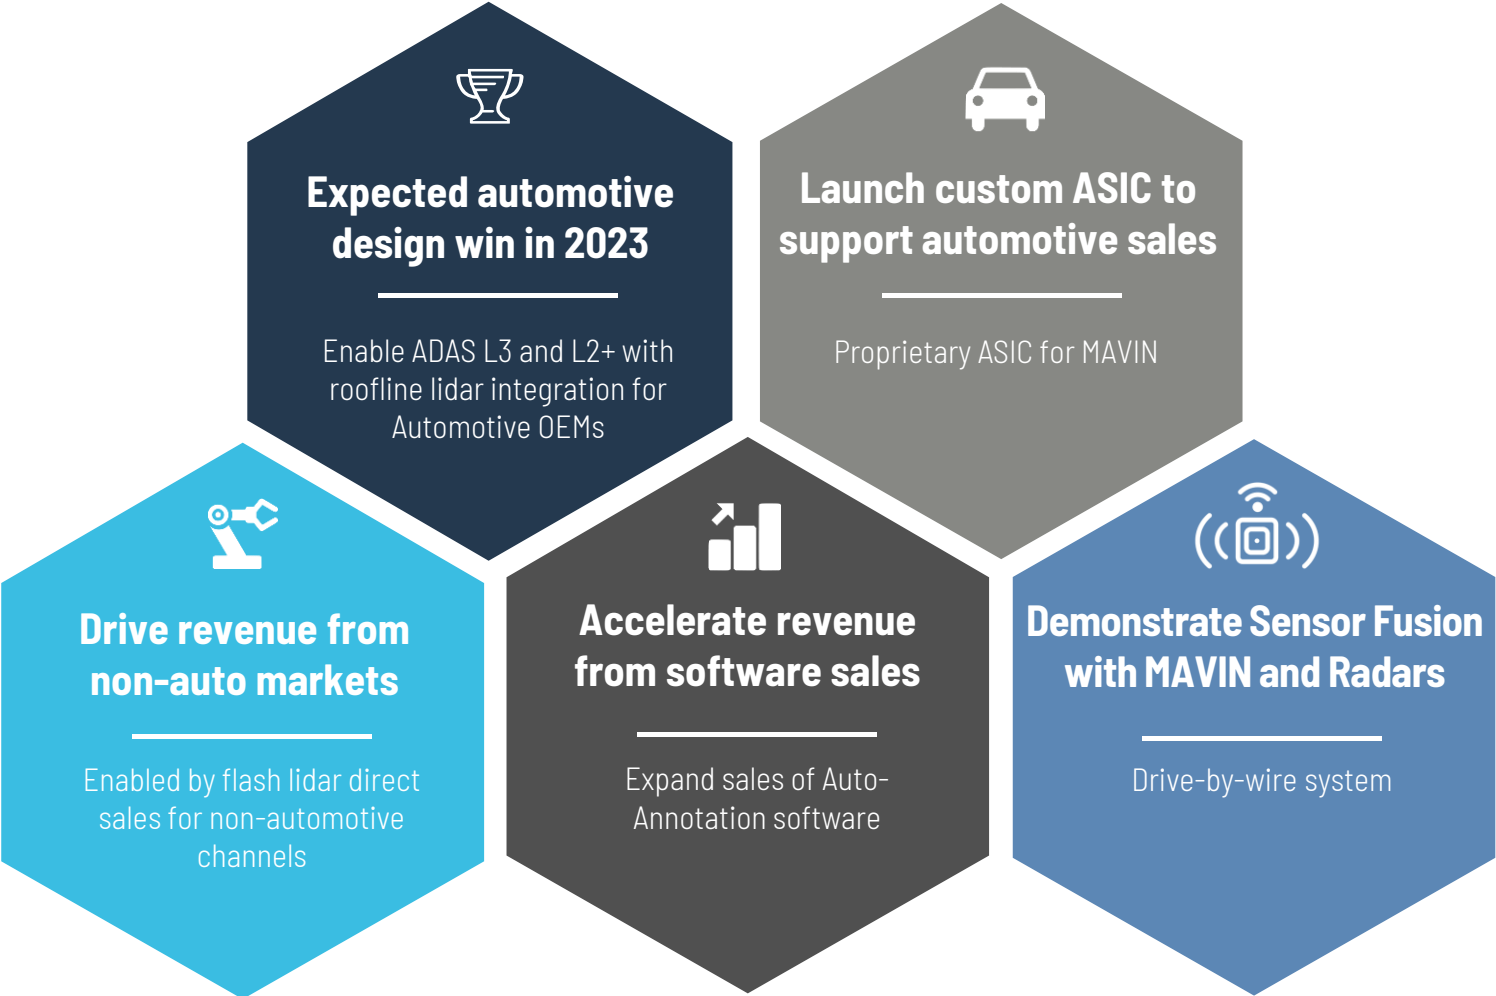 Expected automotive
design win in 2023
Enable ADAS L3 and L2+ with
roofline lidar integration for
Automotive OEMs
Launch custom ASIC to
support automotive sales
Proprietary ASIC for MAVIN
Drive revenue from
non-auto markets
Enabled by flash lidar direct
sales for non-automotive
channels
Accelerate revenue
from software sales
Expand sales of Auto-
Annotation software
Demonstrate Sensor Fusion
with MAVIN and Radars
Drive-by-wire system